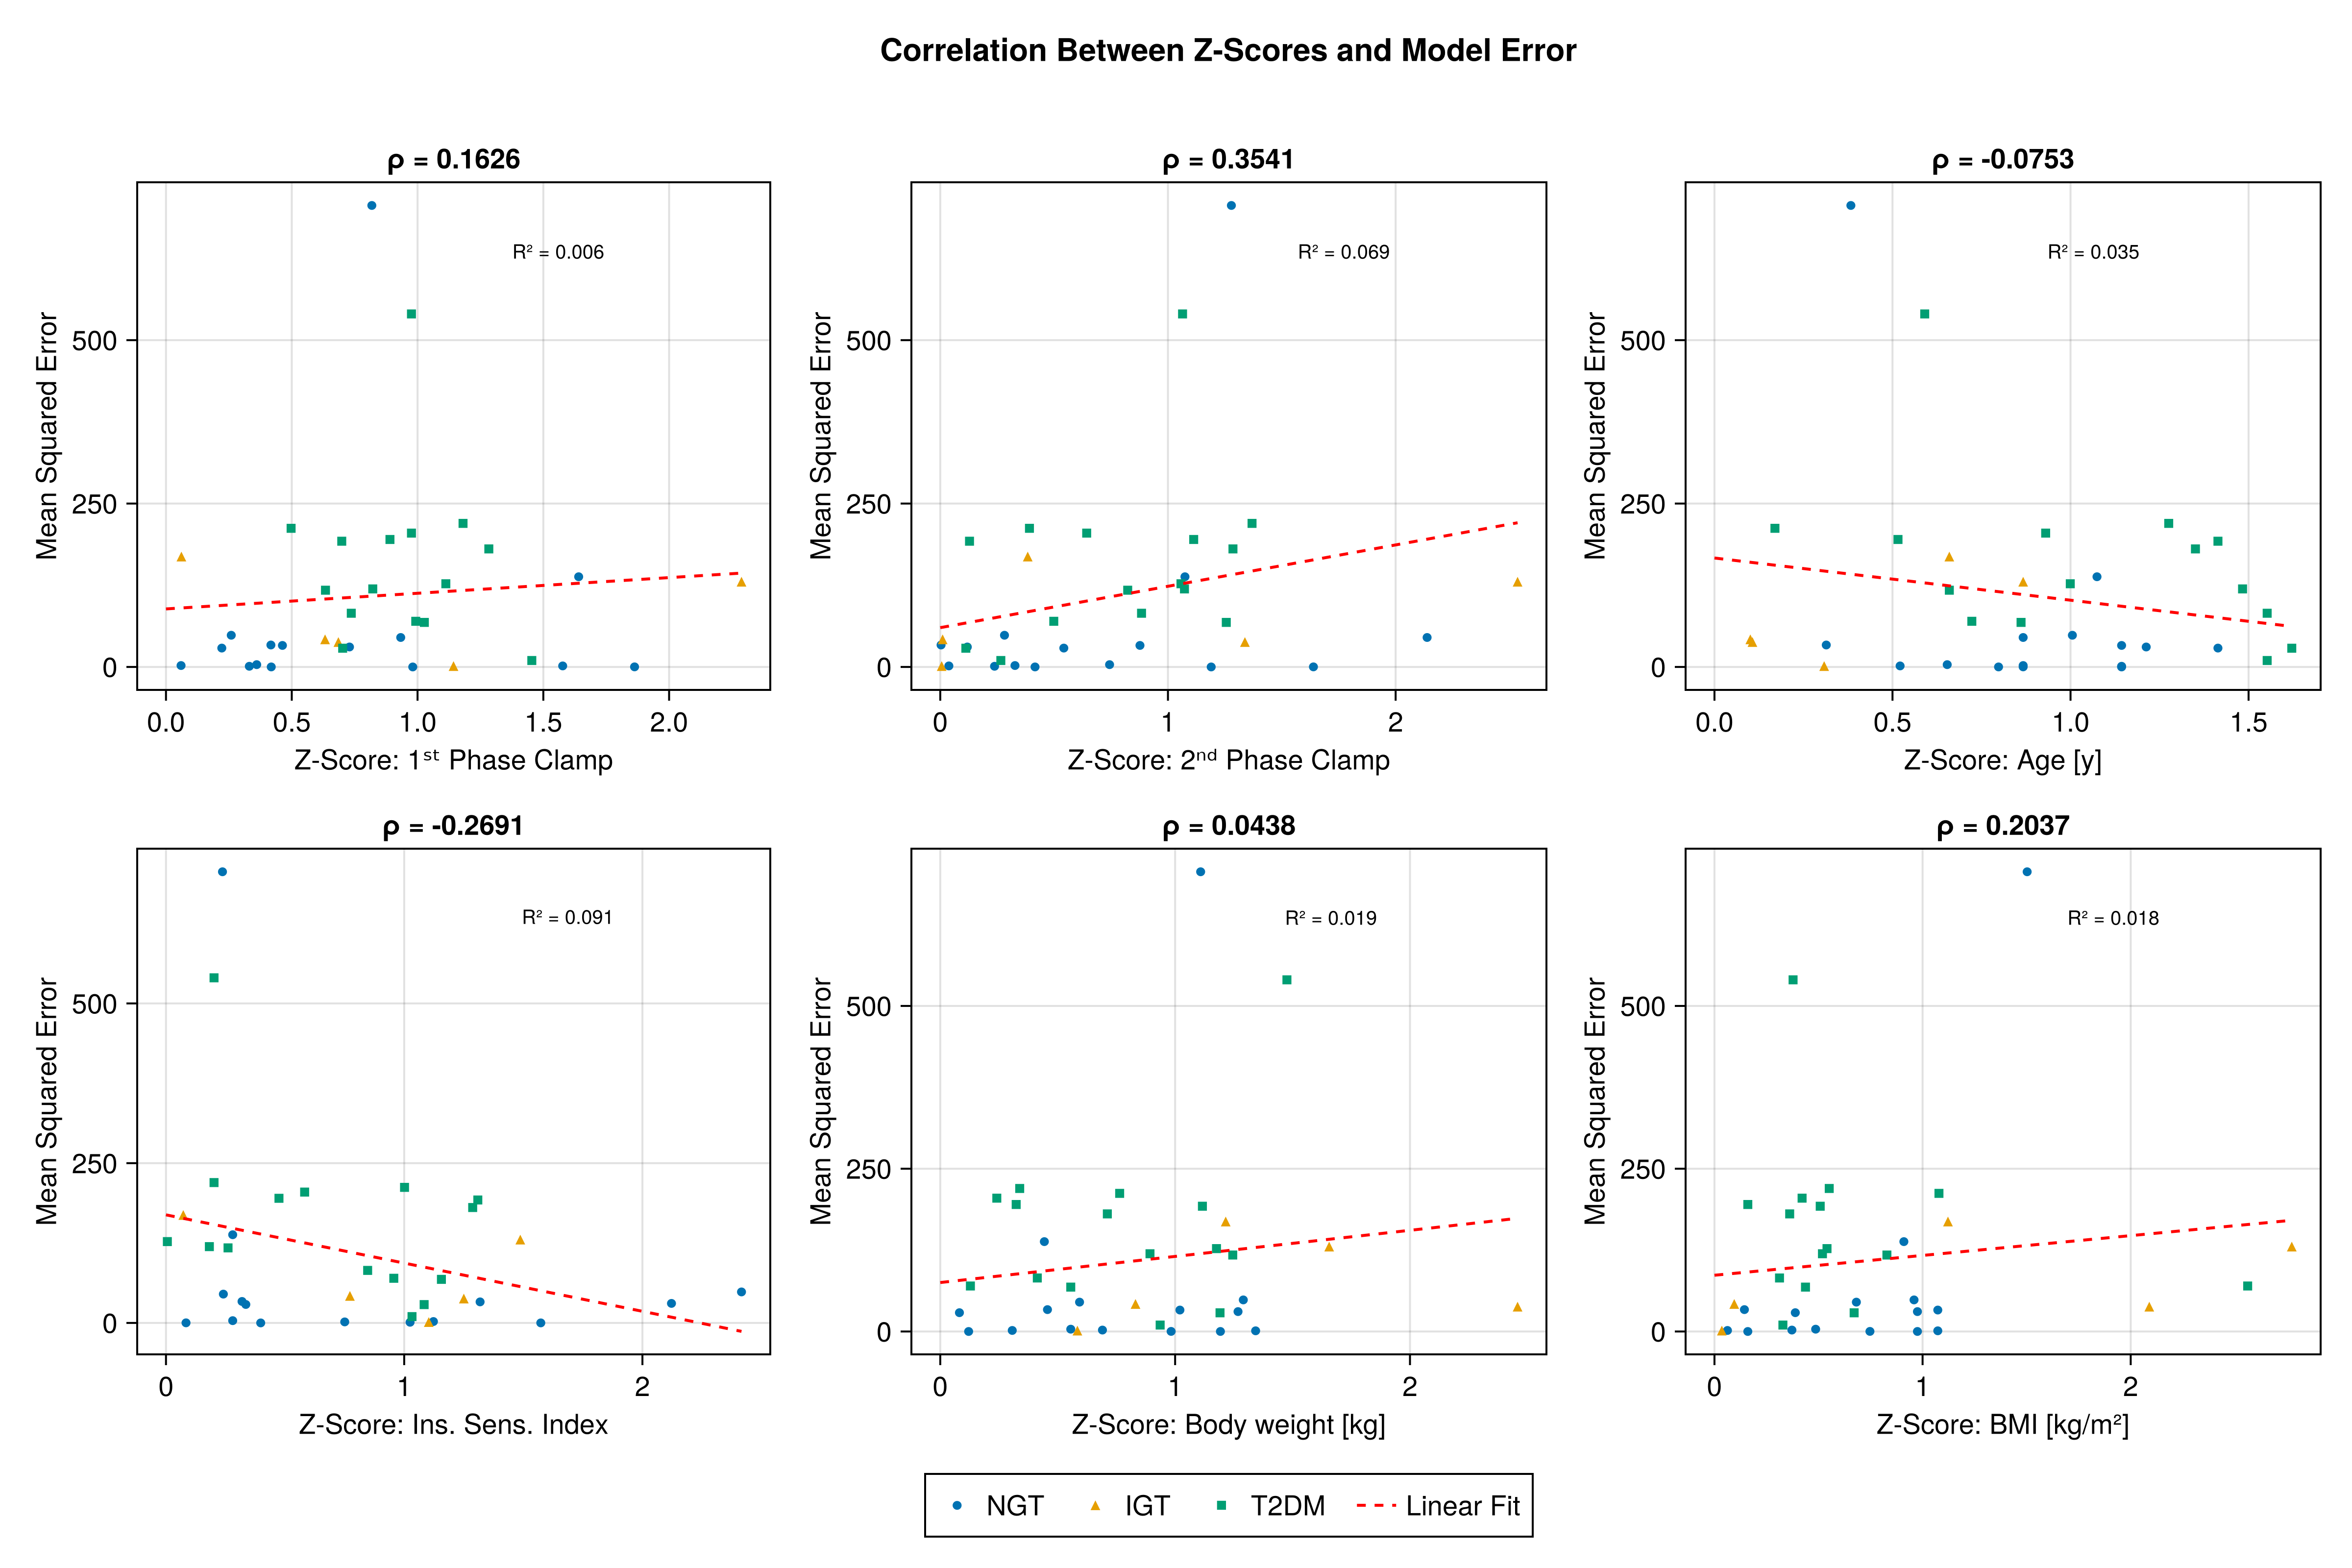 Correlation Between Z-Scores and Model Error
ρ = 0.1626
Mean Squared Error
500
250
0
R² = 0.006
0.0 0.5 1.0 1.5 2.0
Z-Score: 1ˢᵗ Phase Clamp
ρ = 0.3541
Mean Squared Error
500
250
0
R² = 0.069
0 1 2
Z-Score: 2ⁿᵈ Phase Clamp
ρ = -0.0753
Mean Squared Error
500
250
0
R² = 0.035
0.0 0.5 1.0 1.5
Z-Score: Age [y]
ρ = -0.2691
Mean Squared Error
500
250
0
R² = 0.091
0 1 2
Z-Score: Ins. Sens. Index
ρ = 0.0438
Mean Squared Error
500
250
0
R² = 0.019
0 1 2
Z-Score: Body weight [kg]
ρ = 0.2037
Mean Squared Error
500
250
0
R² = 0.018
0 1 2
Z-Score: BMI [kg/m²]
NGT IGT T2DM Linear Fit